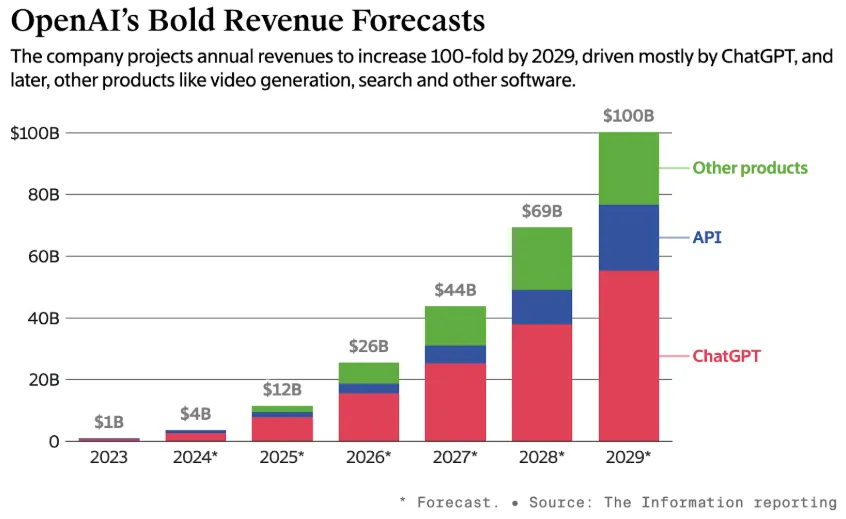 OpenAI’s Bold Revenue Forecasts
The company projects annual revenues to increase 100-fold by 2029, driven mostly by ChatGPT, and
later, other products like video generation, search and other software.
$100B
$100B
Other products
80B
$69B
API
60B
$44B
40B
$26B
ChatGPT
20B
$12B
$4B
$1B
0
2023
2024*
2025*
2026*
2027*
2028*
2029*
* Forecast. • Source: The Information reporting